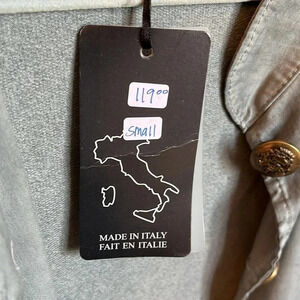 119⁰⁰
small
MADE IN ITALY
FAIT EN ITALIE